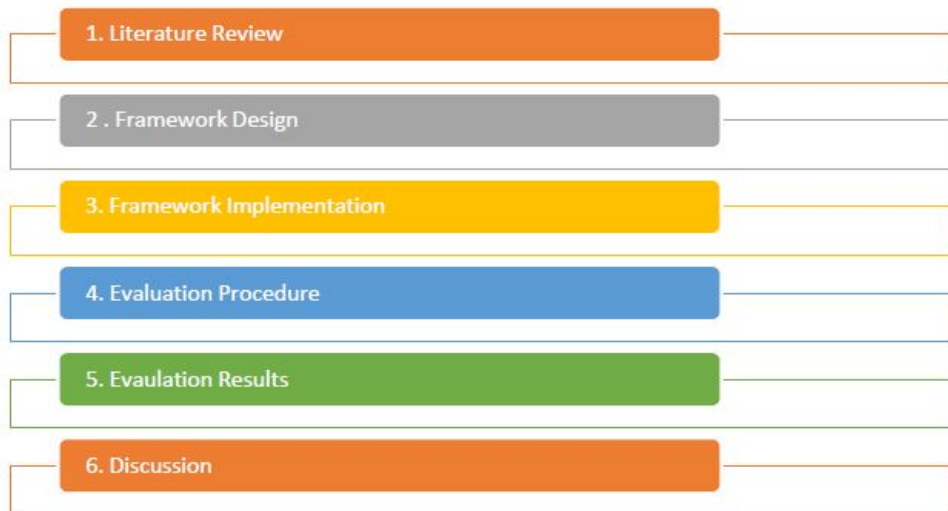 1. Literature Review
2 . Framework Design
3. Framework Implementation
4. Evaluation Procedure
5. Evaulation Results
6. Discussion